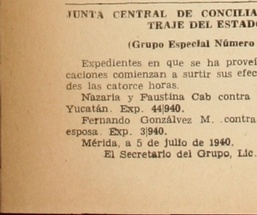 JUNTA CENTRAL DE CONCILIA
TRAJE DEL ESTADO
(Grupo Especial Número
Expedientes en que se ha provei
caciones comienzan a surtir sus efec
des las catorce horas.
Nazaria y Faustina Cab contra
Yucatán. Exp. 44|940.
Fernando Gonzálvez M. .contra
esposa. Exp. 3|940.
Mérida, a 5 de julio de 1940.
El Secretario del Grupo, Lic.